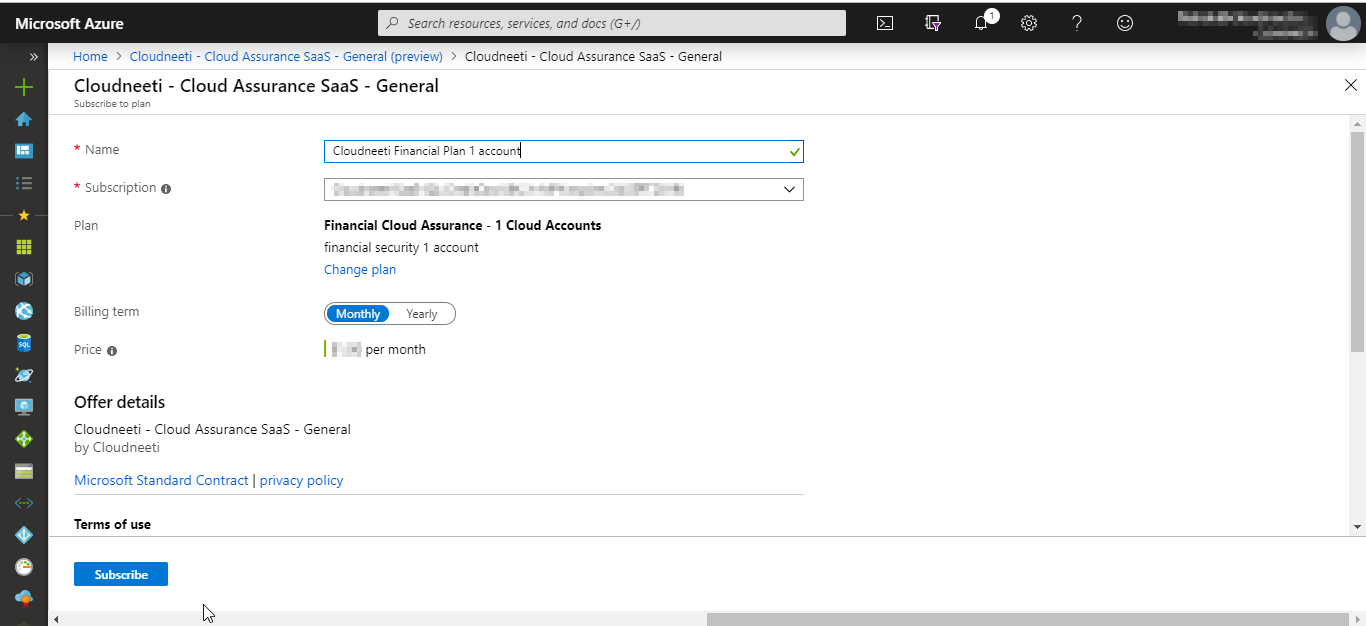 Microsoft Azure
Search resources, services, and docs (G+/)
1
Home > Cloudneeti - Cloud Assurance SaaS - General (preview) > Cloudneeti - Cloud Assurance SaaS - General
Cloudneeti - Cloud Assurance SaaS - General
Subscribe to plan
* Name
Cloudneeti Financial Plan 1 account
* Subscription
Plan
Financial Cloud Assurance - 1 Cloud Accounts
financial security 1 account
Change plan
Billing term
Monthly Yearly
Price
per month
Offer details
Cloudneeti - Cloud Assurance SaaS - General
by Cloudneeti
Microsoft Standard Contract | privacy policy
Terms of use
Subscribe